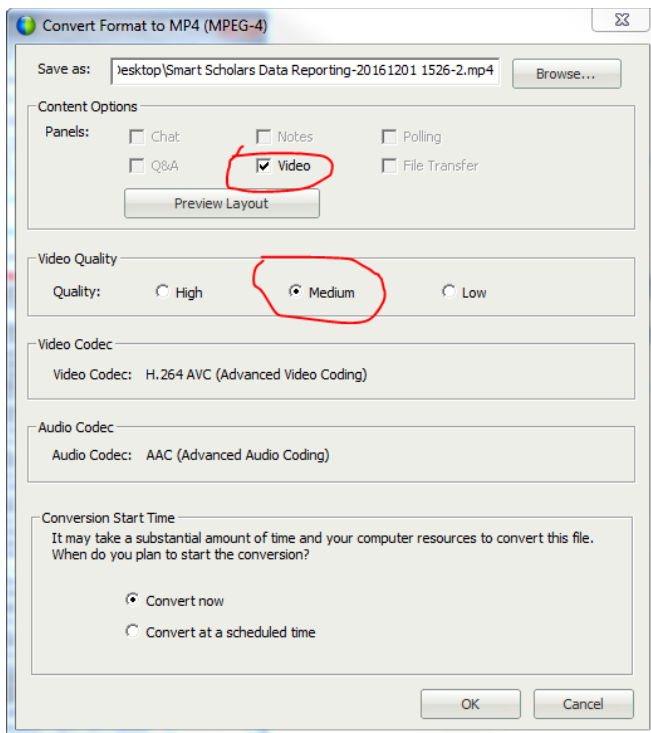 Convert Format to MP4 (MPEG-4)
Save as: Desktop\Smart Scholars Data Reporting-20161201 1526-2.mp4 Browse...
Content Options
Panels: Chat Notes Polling
Q&A Video File Transfer
Preview Layout
Video Quality
Quality: High Medium Low
Video Codec
Video Codec: H.264 AVC (Advanced Video Coding)
Audio Codec
Audio Codec: AAC (Advanced Audio Coding)
Conversion Start Time
It may take a substantial amount of time and your computer resources to convert this file.
When do you plan to start the conversion?
Convert now
Convert at a scheduled time
OK Cancel